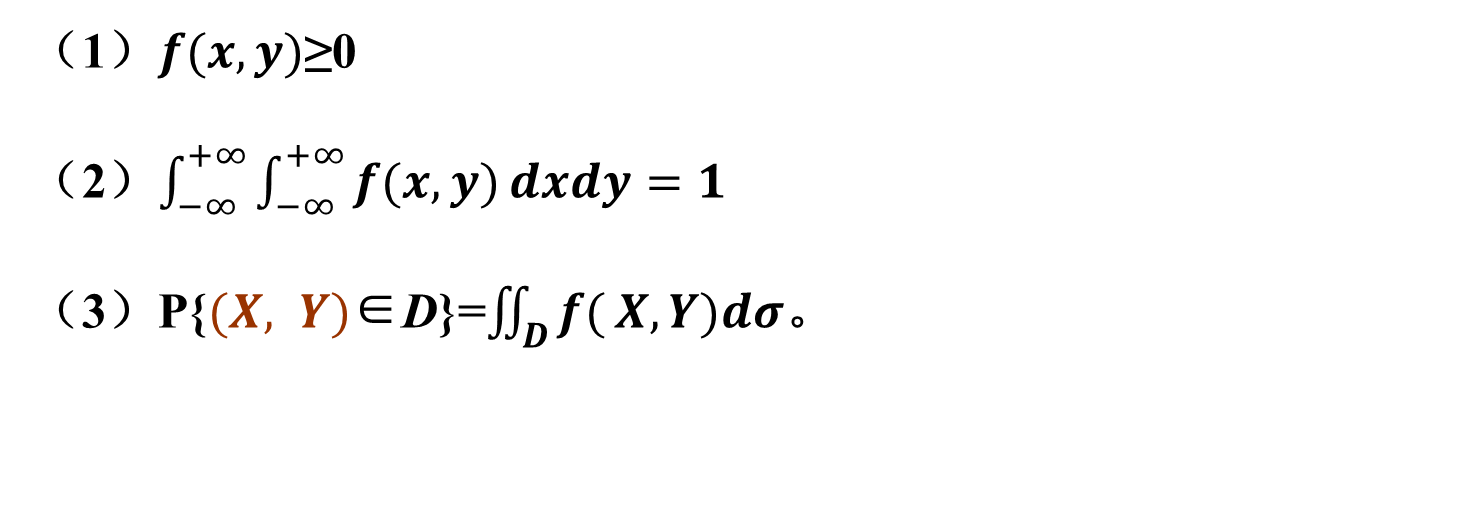 （1）f(x,y)≥0
（2）∫_{−∞}^{+∞} ∫_{−∞}^{+∞} f(x,y) dxdy = 1
（3）P{(X, Y)∈D}=∬_D f( X,Y)dσ。